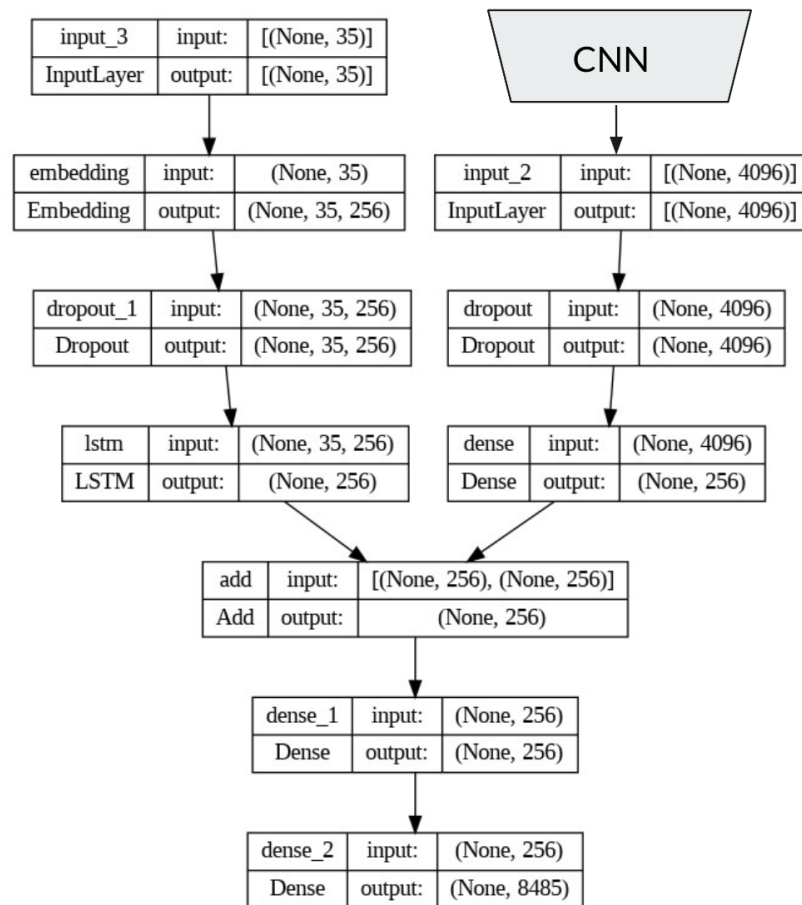 input_3 input: [(None, 35)]
InputLayer output: [(None, 35)]
CNN
embedding input: (None, 35)
Embedding output: (None, 35, 256)
input_2 input: [(None, 4096)]
InputLayer output: [(None, 4096)]
dropout_1 input: (None, 35, 256)
Dropout output: (None, 35, 256)
dropout input: (None, 4096)
Dropout output: (None, 4096)
lstm input: (None, 35, 256)
LSTM output: (None, 256)
dense input: (None, 4096)
Dense output: (None, 256)
add input: [(None, 256), (None, 256)]
Add output: (None, 256)
dense_1 input: (None, 256)
Dense output: (None, 256)
dense_2 input: (None, 256)
Dense output: (None, 8485)